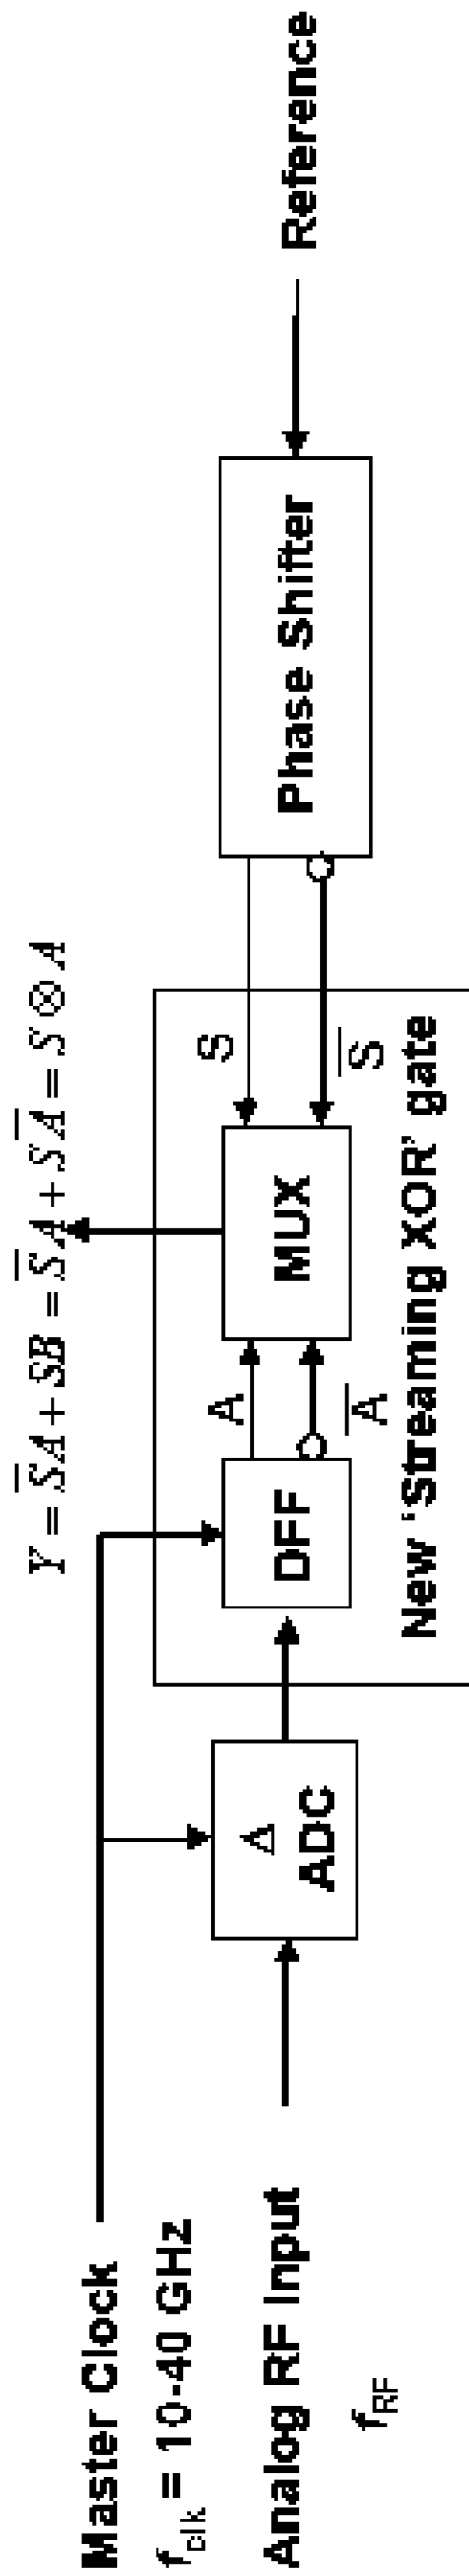 Master Clock
f_clk = 10-40 GHz
Analog RF Input
f_RF
Δ
ADC
DFF
A
A̅
MUX
Y = S̅A + SB = S̅A + SA̅ = S ⊗ A
S
S̅
New 'Streaming XOR' gate
Phase Shifter
Reference